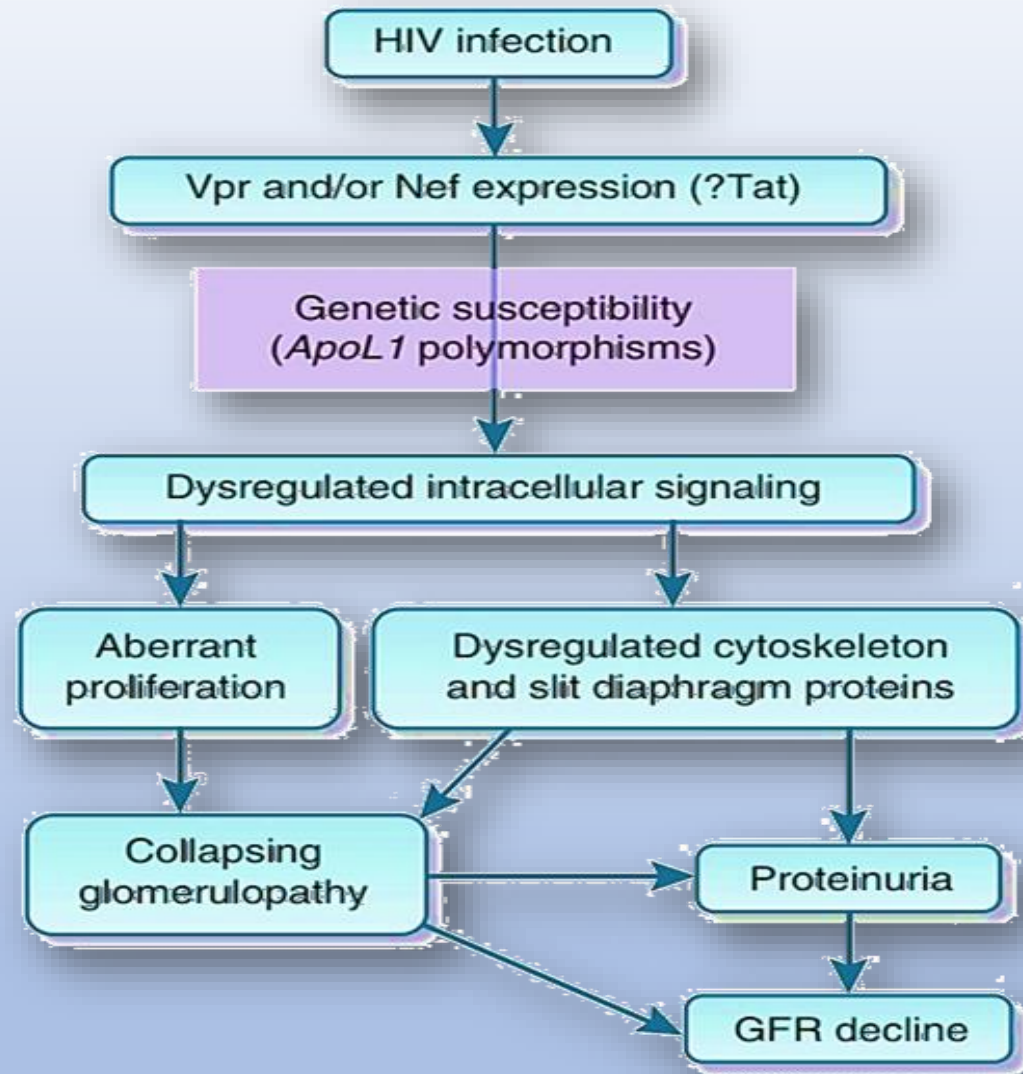 HIV infection
Vpr and/or Nef expression (?Tat)
Genetic susceptibility
(ApoL1 polymorphisms)
Dysregulated intracellular signaling
Aberrant
proliferation
Dysregulated cytoskeleton
and slit diaphragm proteins
Collapsing
glomerulopathy
Proteinuria
GFR decline